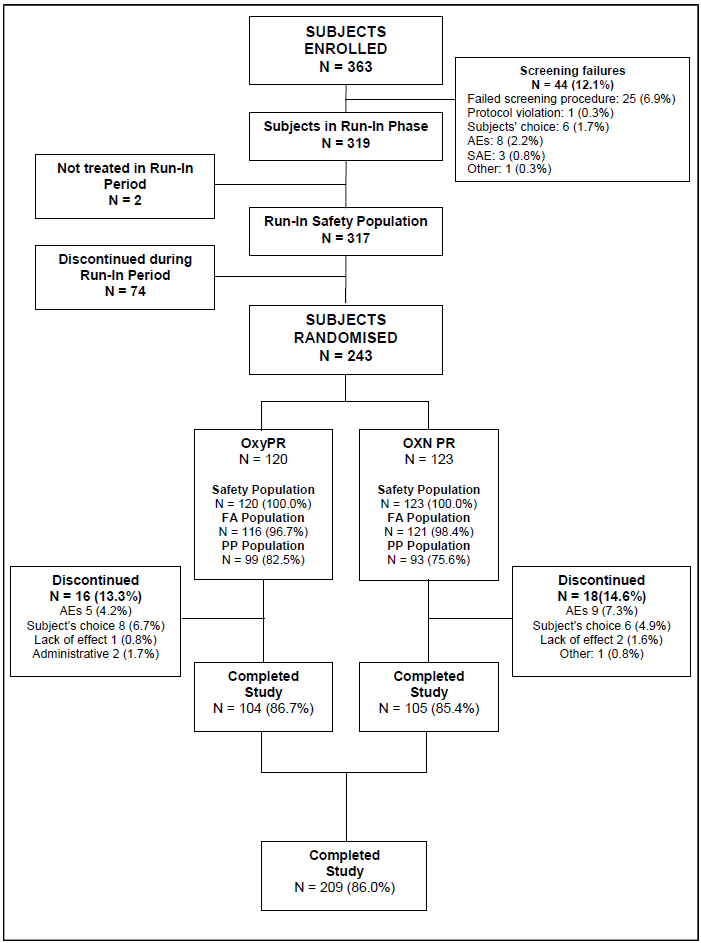 SUBJECTS
ENROLLED
N = 363
Screening failures
N = 44 (12.1%)
Failed screening procedure: 25 (6.9%)
Protocol violation: 1 (0.3%)
Subjects' choice: 6 (1.7%)
AEs: 8 (2.2%)
SAE: 3 (0.8%)
Other: 1 (0.3%)
Subjects in Run-In Phase
N = 319
Not treated in Run-In
Period
N = 2
Run-In Safety Population
N = 317
Discontinued during
Run-In Period
N = 74
SUBJECTS
RANDOMISED
N = 243
OxyPR
N = 120
Safety Population
N = 120 (100.0%)
FA Population
N = 116 (96.7%)
PP Population
N = 99 (82.5%)
OXN PR
N = 123
Safety Population
N = 123 (100.0%)
FA Population
N = 121 (98.4%)
PP Population
N = 93 (75.6%)
Discontinued
N = 16 (13.3%)
AEs 5 (4.2%)
Subject's choice 8 (6.7%)
Lack of effect 1 (0.8%)
Administrative 2 (1.7%)
Discontinued
N = 18(14.6%)
AEs 9 (7.3%)
Subject's choice 6 (4.9%)
Lack of effect 2 (1.6%)
Other: 1 (0.8%)
Completed
Study
N = 104 (86.7%)
Completed
Study
N = 105 (85.4%)
Completed
Study
N = 209 (86.0%)